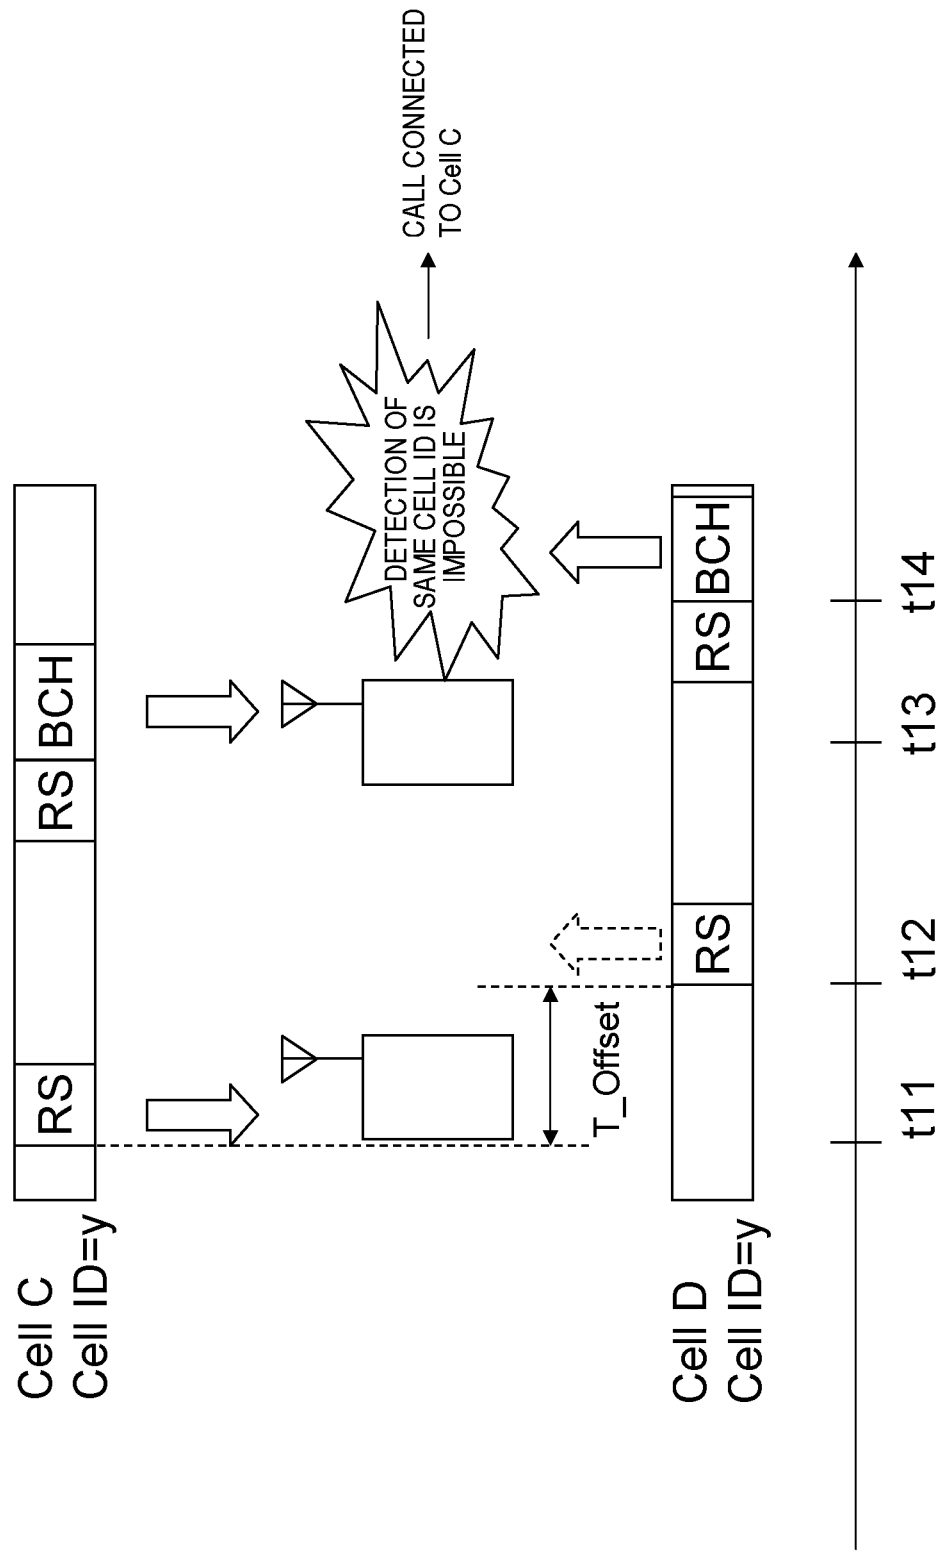 Cell C
Cell ID=y
RS
RS
BCH
CALL CONNECTED
TO Cell C
DETECTION OF
SAME CELL ID IS
IMPOSSIBLE
T_Offset
Cell D
Cell ID=y
RS
RS
BCH
t11
t12
t13
t14